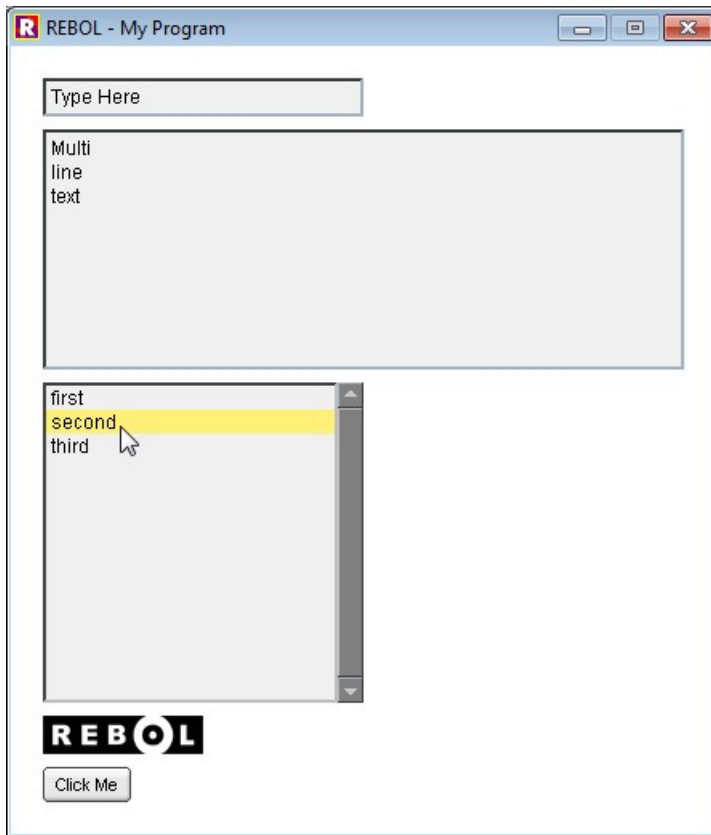 REBOL - My Program
Type Here
Multi
line
text
first
second
third
REBOL
Click Me